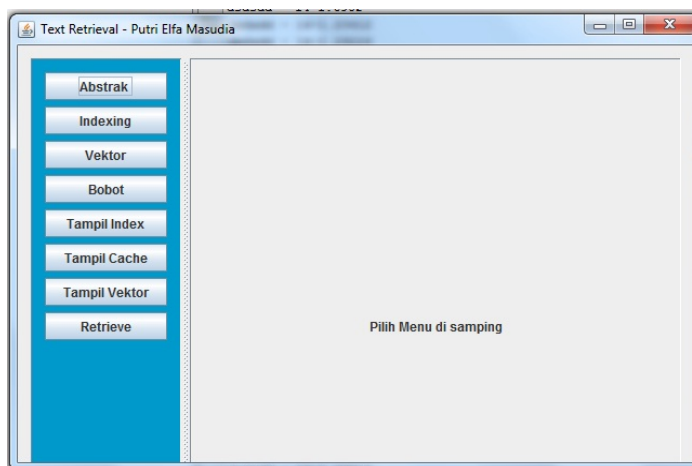 Text Retrieval - Putri Elfa Masudia
Abstrak
Indexing
Vektor
Bobot
Tampil Index
Tampil Cache
Tampil Vektor
Retrieve
Pilih Menu di samping